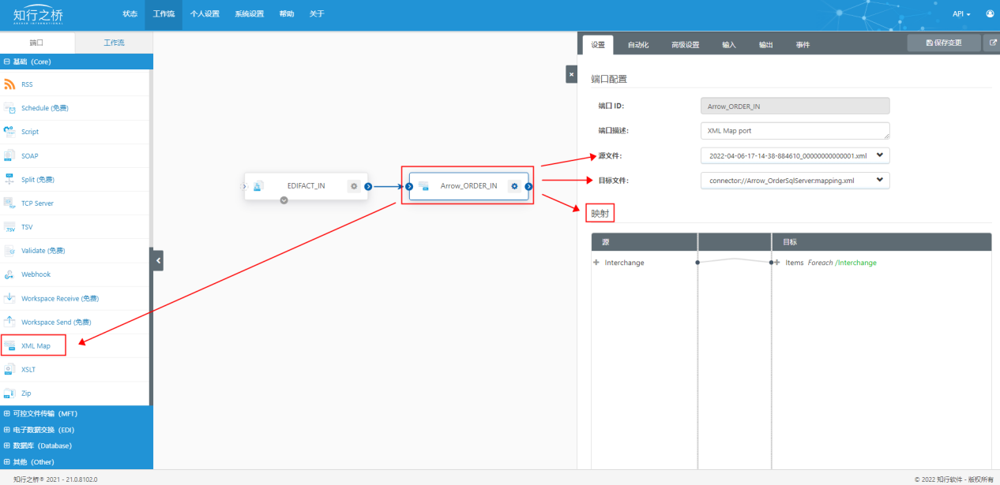 知行之桥
状态 工作流 个人设置 系统设置 帮助 关于
API
端口 工作流
基础 (Core)
RSS
Schedule (免费)
Script
SOAP
Split (免费)
TCP Server
TSV
Validate (免费)
Webhook
Workspace Receive (免费)
Workspace Send (免费)
XML Map
XSLT
Zip
可控文件传输 (MFT)
电子数据交换 (EDI)
数据库 (Database)
其他 (Other)
EDIFACT_IN
Arrow_ORDER_IN
设置 自动化 高级设置 输入 输出 事件 保存变更
端口配置
端口 ID: Arrow_ORDER_IN
端口描述: XML Map port
源文件: 2022-04-06-17-14-38-884610_00000000000001.xml
目标文件: connector://Arrow_OrderSqlServer:mapping.xml
映射
源 目标
Interchange Items Foreach /Interchange
知行之桥® 2021 - 21.0.8102.0
© 2022 知行软件 - 版权所有